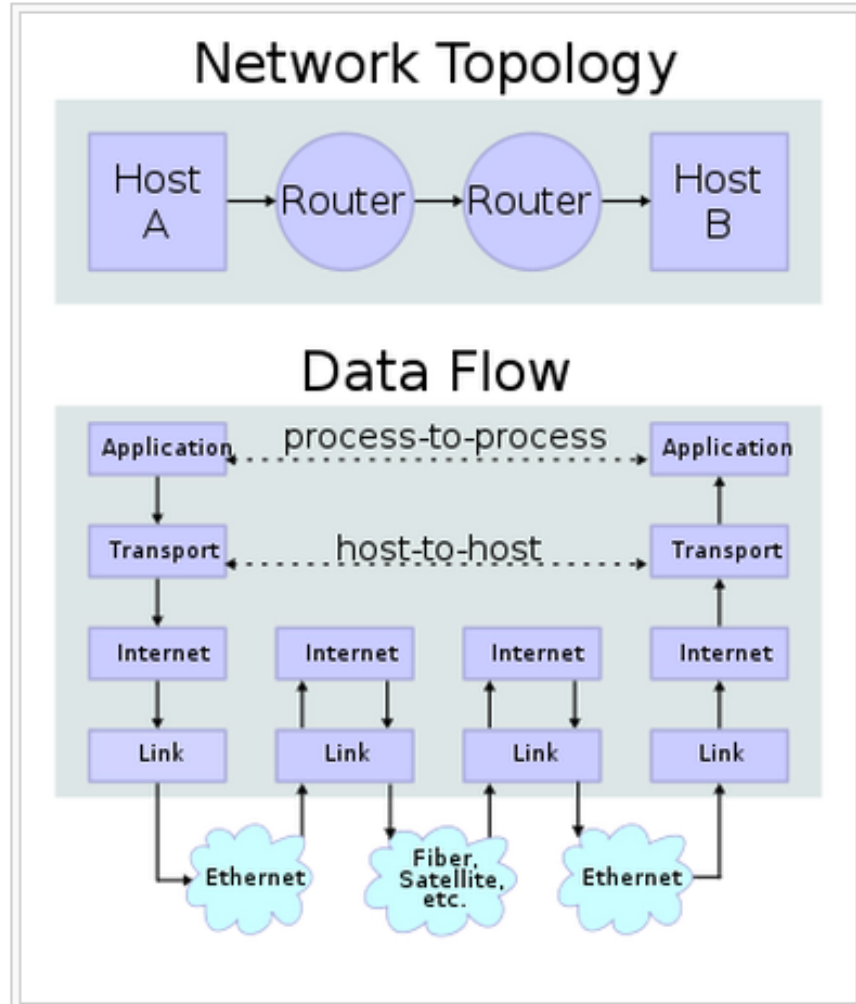 Network Topology
Host
A
Router
Router
Host
B
Data Flow
Application
process-to-process
Application
Transport
host-to-host
Transport
Internet
Internet
Internet
Internet
Link
Link
Link
Link
Ethernet
Fiber,
Satellite,
etc.
Ethernet